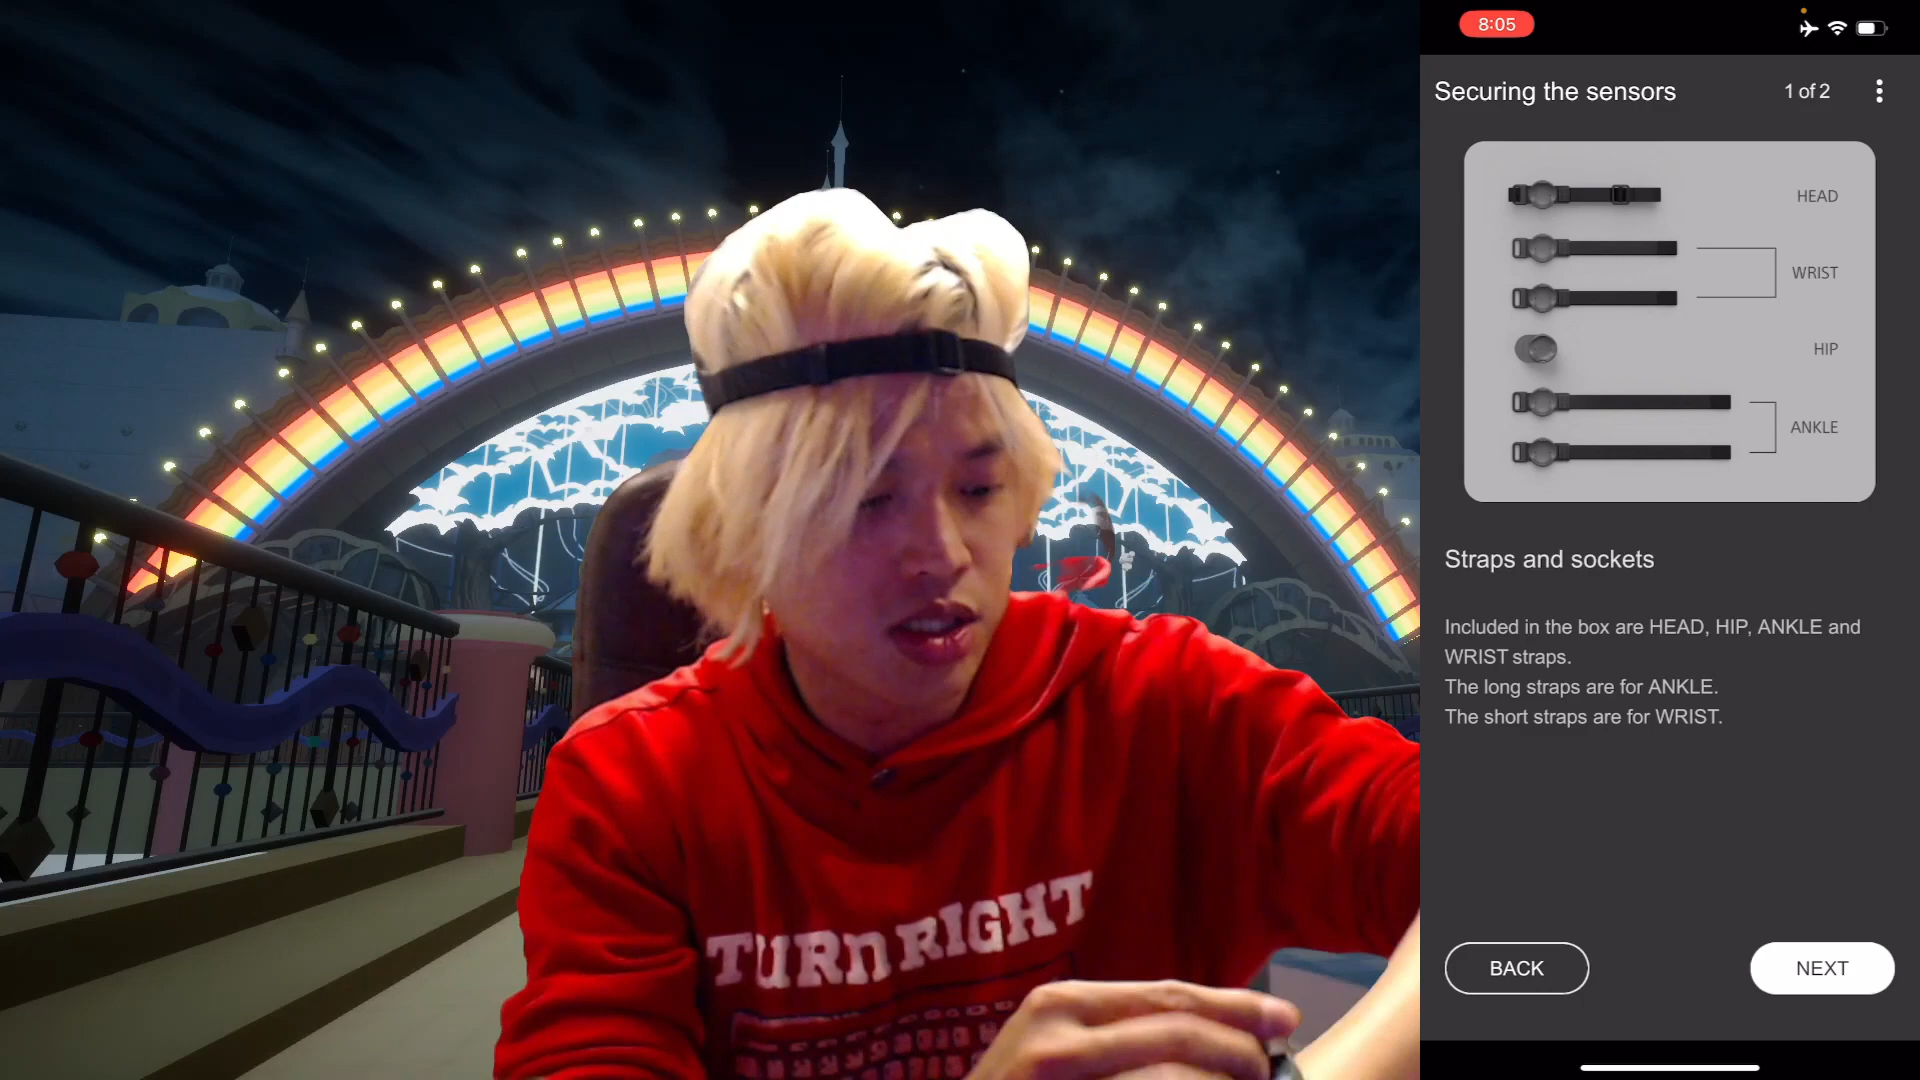 8:05
Securing the sensors
1 of 2
HEAD
WRIST
HIP
ANKLE
Straps and sockets
Included in the box are HEAD, HIP, ANKLE and
WRIST straps.
The long straps are for ANKLE.
The short straps are for WRIST.
BACK
NEXT
TURN RIGHT